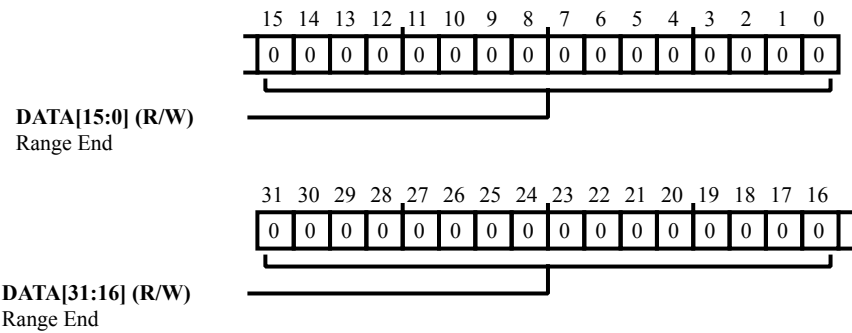 15 14 13 12 11 10 9 8 7 6 5 4 3 2 1 0
0 0 0 0 0 0 0 0 0 0 0 0 0 0 0 0
DATA[15:0] (R/W)
Range End
31 30 29 28 27 26 25 24 23 22 21 20 19 18 17 16
0 0 0 0 0 0 0 0 0 0 0 0 0 0 0 0
DATA[31:16] (R/W)
Range End